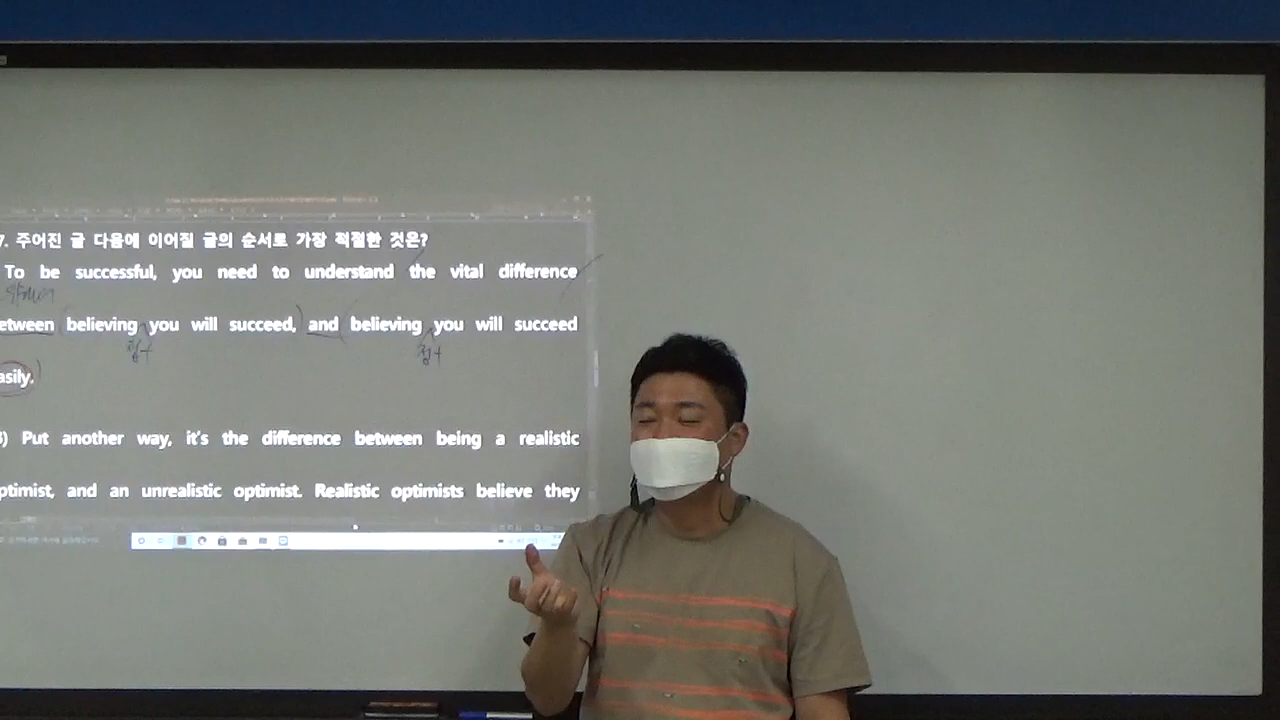 7. 주어진 글 다음에 이어질 글의 순서로 가장 적절한 것은?
To be successful, you need to understand the vital difference
etween believing you will succeed, and believing you will succeed
접+ 접+
asily.
) Put another way, it's the difference between being a realistic
ptimist, and an unrealistic optimist. Realistic optimists believe they